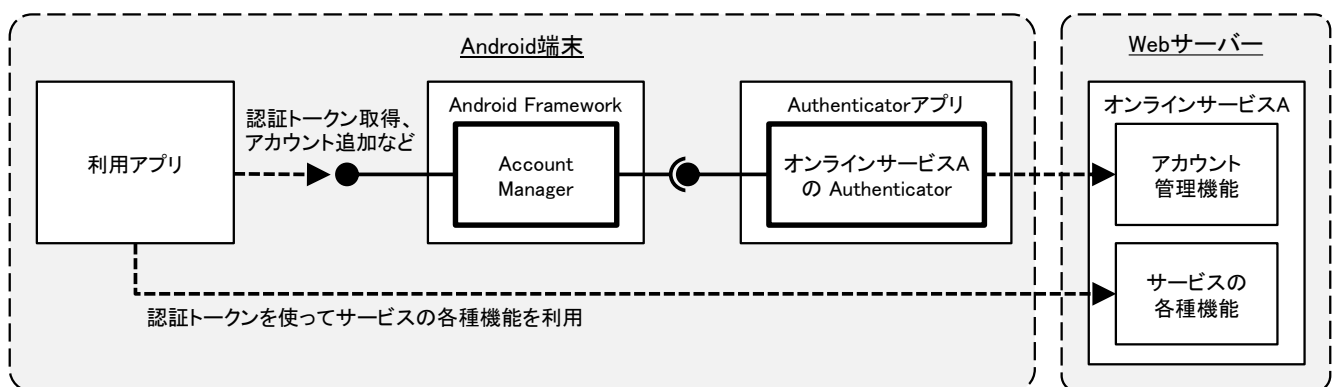 Android端末
Webサーバー
利用アプリ
認証トークン取得、
アカウント追加など
Android Framework
Account
Manager
Authenticatorアプリ
オンラインサービスA
の Authenticator
オンラインサービスA
アカウント
管理機能
サービスの
各種機能
認証トークンを使ってサービスの各種機能を利用